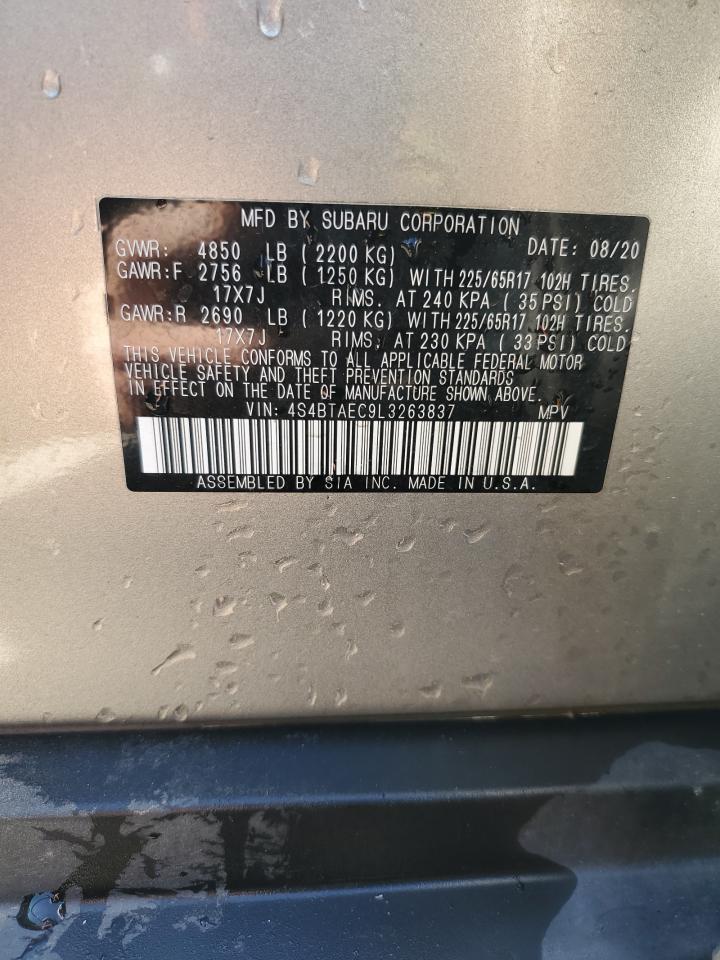 MFD BY SUBARU CORPORATION
GVWR: 4850 LB ( 2200 KG) DATE: 08/20
GAWR:F 2756 LB ( 1250 KG) WITH 225/65R17 102H TIRES.
17X7J RIMS. AT 240 KPA ( 35 PSI) COLD
GAWR:R 2690 LB ( 1220 KG) WITH 225/65R17 102H TIRES.
17X7J RIMS. AT 230 KPA ( 33 PSI) COLD
THIS VEHICLE CONFORMS TO ALL APPLICABLE FEDERAL MOTOR
VEHICLE SAFETY AND THEFT PREVENTION STANDARDS
IN EFFECT ON THE DATE OF MANUFACTURE SHOWN ABOVE.
VIN: 4S4BTAEC9L3263837 MPV
ASSEMBLED BY SIA INC. MADE IN U.S.A.